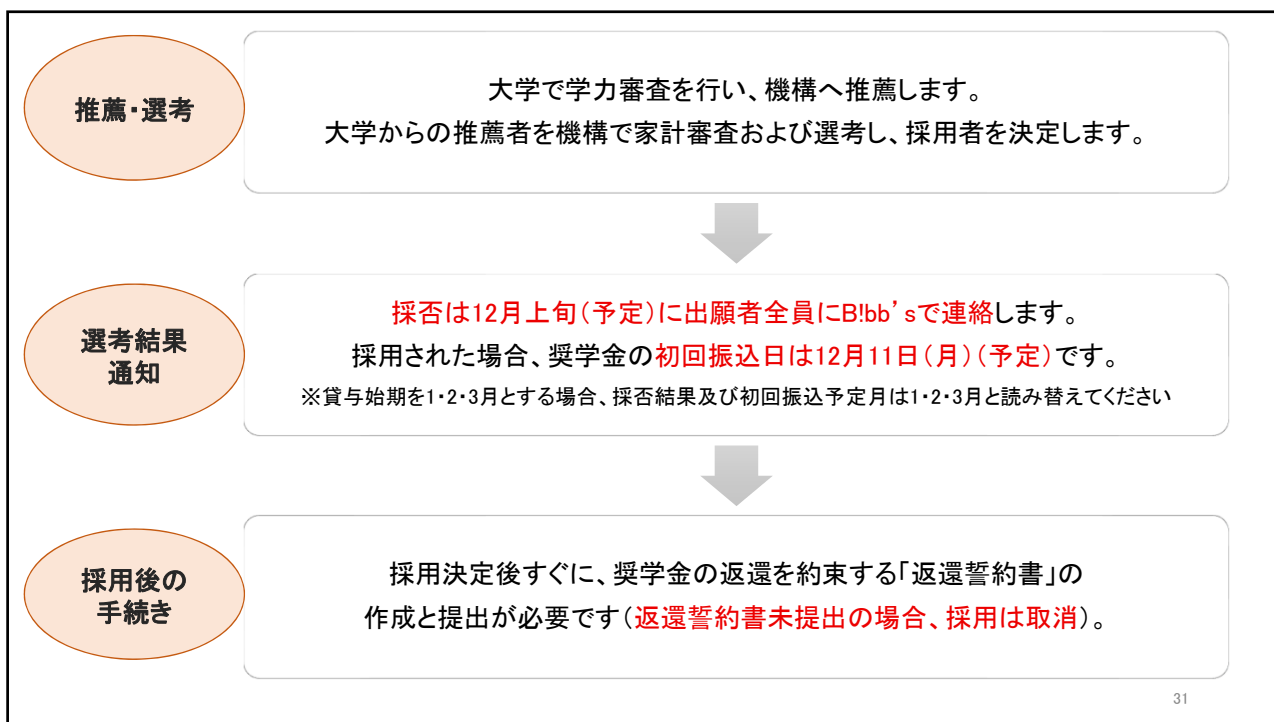 推薦・選考
大学で学力審査を行い、機構へ推薦します。
大学からの推薦者を機構で家計審査および選考し、採用者を決定します。
選考結果
通知
採否は12月上旬(予定)に出願者全員にB!bb’sで連絡します。
採用された場合、奨学金の初回振込日は12月11日(月)(予定)です。
※貸与始期を1・2・3月とする場合、採否結果及び初回振込予定月は1・2・3月と読み替えてください
採用後の
手続き
採用決定後すぐに、奨学金の返還を約束する「返還誓約書」の
作成と提出が必要です(返還誓約書未提出の場合、採用は取消)。
31